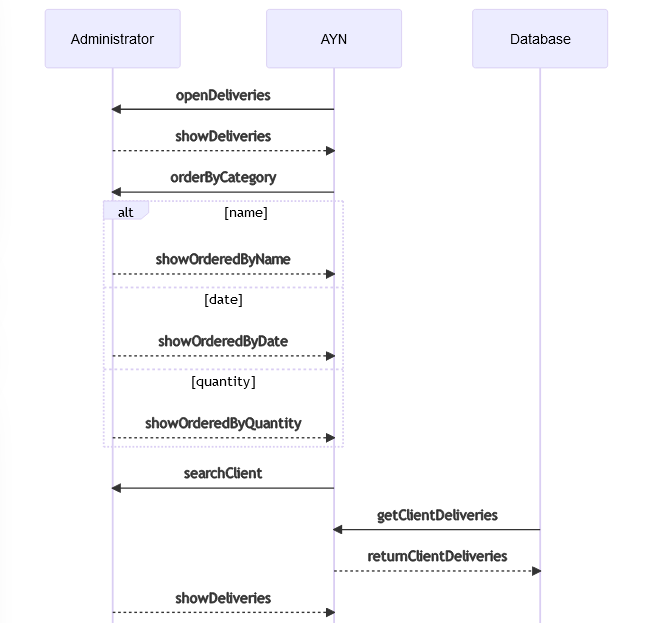 Administrator
AYN
Database
openDeliveries
showDeliveries
orderByCategory
alt
[name]
showOrderedByName
[date]
showOrderedByDate
[quantity]
showOrderedByQuantity
searchClient
getClientDeliveries
returnClientDeliveries
showDeliveries